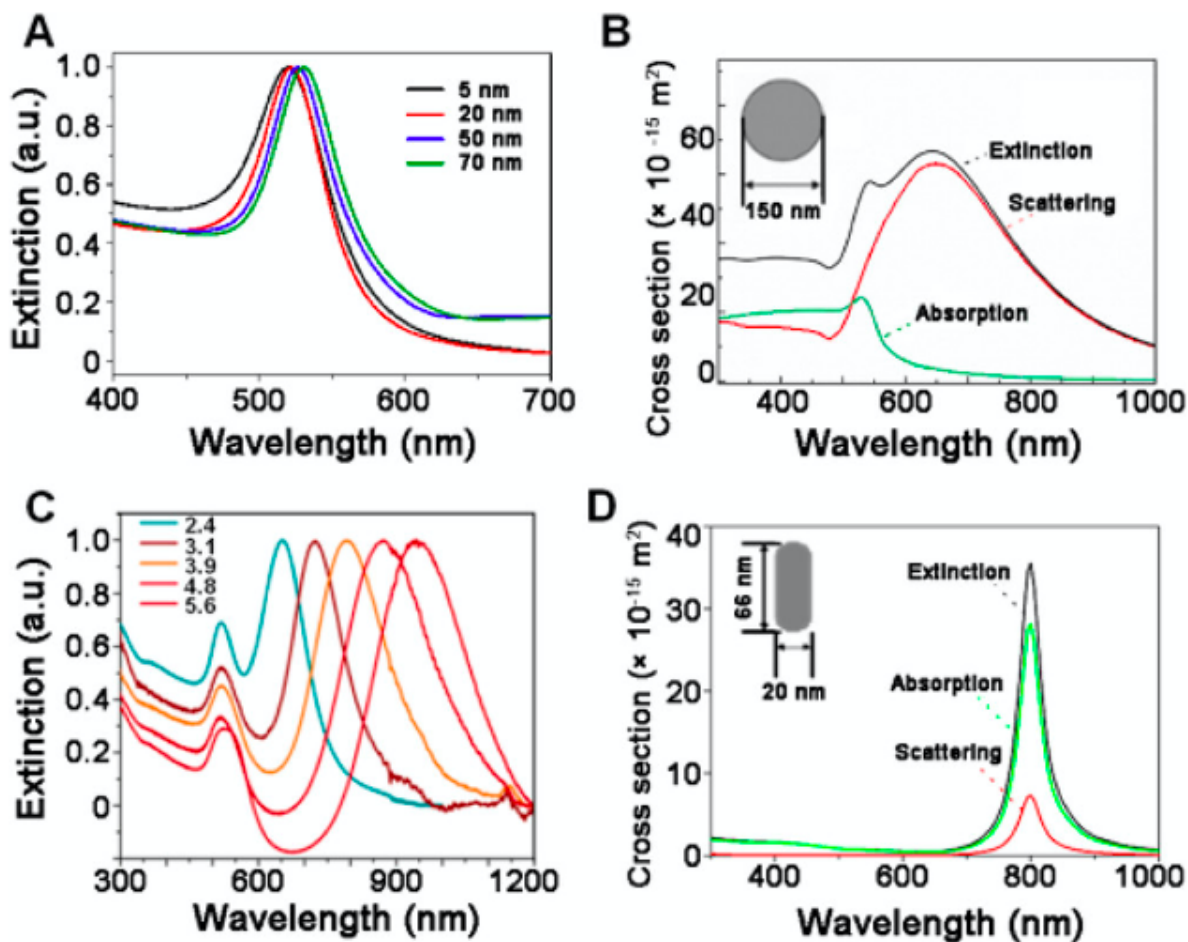 A
Extinction (a.u.)
1.0
0.8
0.6
0.4
0.2
0
5 nm
20 nm
50 nm
70 nm
400
500
600
700
Wavelength (nm)
B
Cross section (× 10 -15 m²)
60
40
20
0
150 nm
Extinction
Scattering
Absorption
400
600
800
1000
Wavelength (nm)
C
Extinction (a.u.)
1.0
0.8
0.6
0.4
0.2
0
2.4
3.1
3.9
4.8
5.6
300
600
900
1200
Wavelength (nm)
D
Cross section (× 10⁻¹⁵ m²)
40
30
20
10
0
66 nm
20 nm
Extinction
Absorption
Scattering
400
600
800
1000
Wavelength (nm)